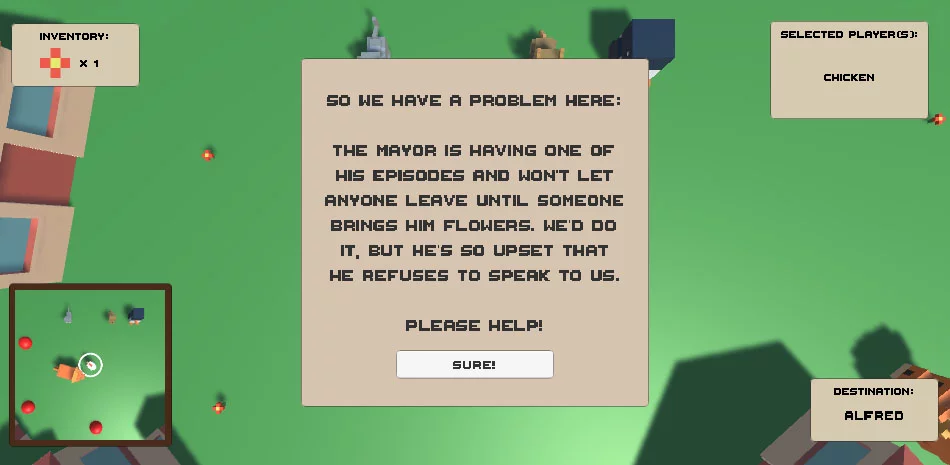 INVENTORY:
X 1
SELECTED PLAYER(S):
CHICKEN
SO WE HAVE A PROBLEM HERE:
THE MAYOR IS HAVING ONE OF
HIS EPISODES AND WON'T LET
ANYONE LEAVE UNTIL SOMEONE
BRINGS HIM FLOWERS. WE'D DO
IT, BUT HE'S SO UPSET THAT
HE REFUSES TO SPEAK TO US.
PLEASE HELP!
SURE!
DESTINATION:
ALFRED